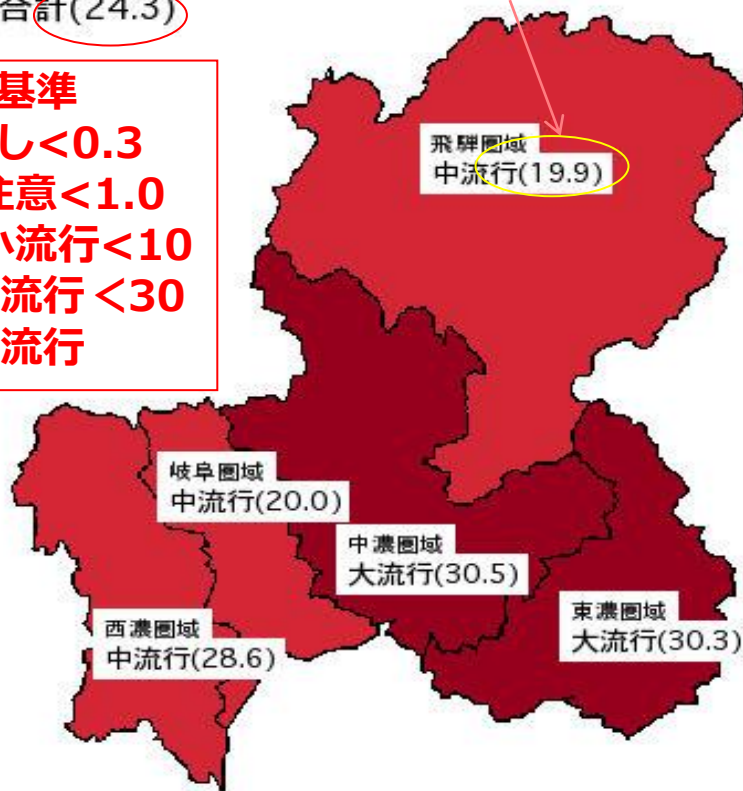 合計(24.3)
基準
し<0.3
注意<1.0
小流行<10
流行<30
流行
飛騨圏域
中流行(19.9)
岐阜圏域
中流行(20.0)
中濃圏域
大流行(30.5)
東濃圏域
大流行(30.3)
西濃圏域
中流行(28.6)